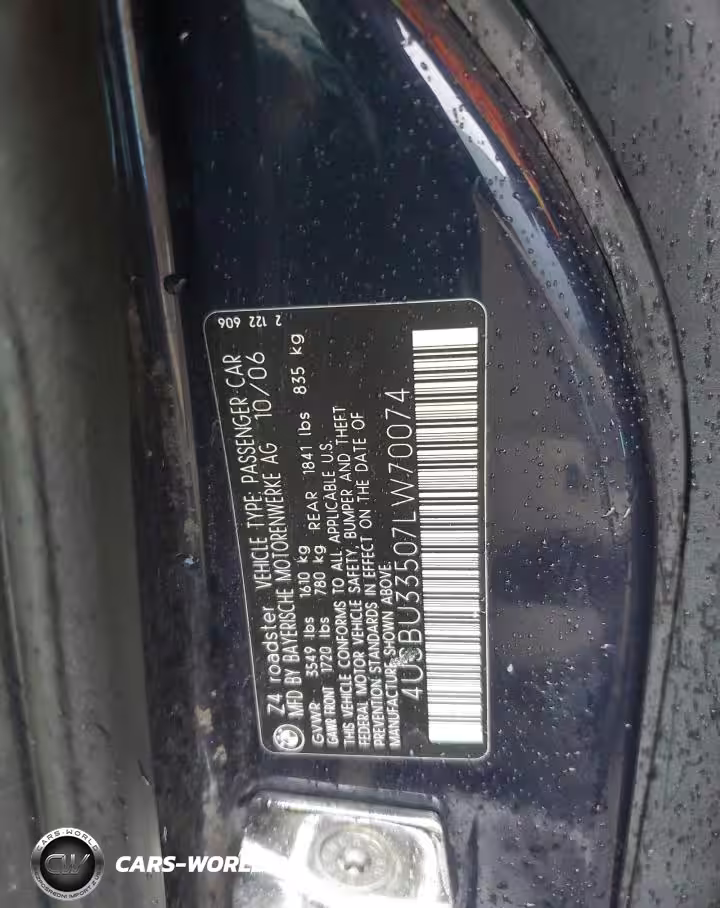 Z4 roadster VEHICLE TYPE: PASSENGER CAR
MFD BY BAYERISCHE MOTORENWERKE AG 10/06
GVWR 3549 lbs 1610 kg
GAWR FRONT 1720 lbs 780 kg REAR 1841 lbs 835 kg
THIS VEHICLE CONFORMS TO ALL APPLICABLE U.S.
FEDERAL MOTOR VEHICLE SAFETY, BUMPER AND THEFT
PREVENTION STANDARDS IN EFFECT ON THE DATE OF
MANUFACTURE SHOWN ABOVE.
4USBU33507LW70074
2 122 606
CARS-WORLD
CW
CARS-WORL